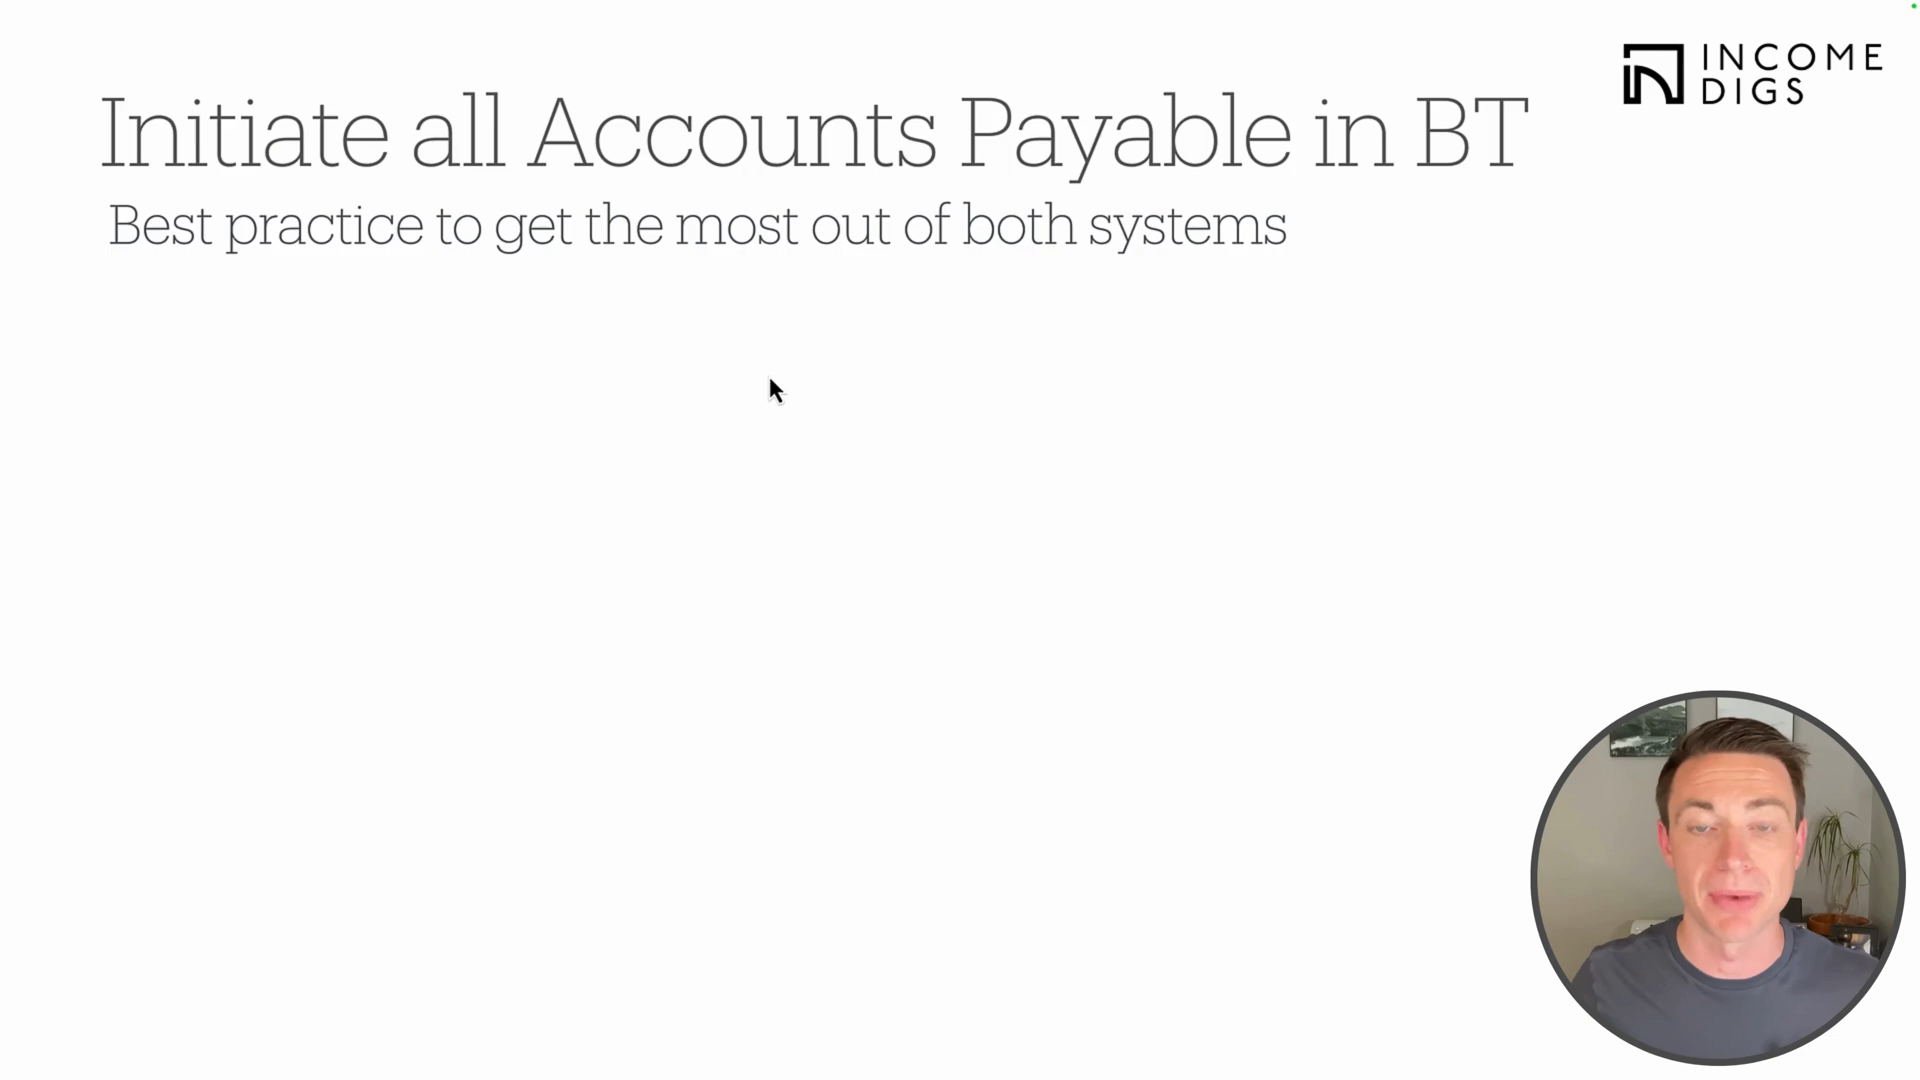 Initiate all Accounts Payable in BT
Best practice to get the most out of both systems
INCOME
DIGS